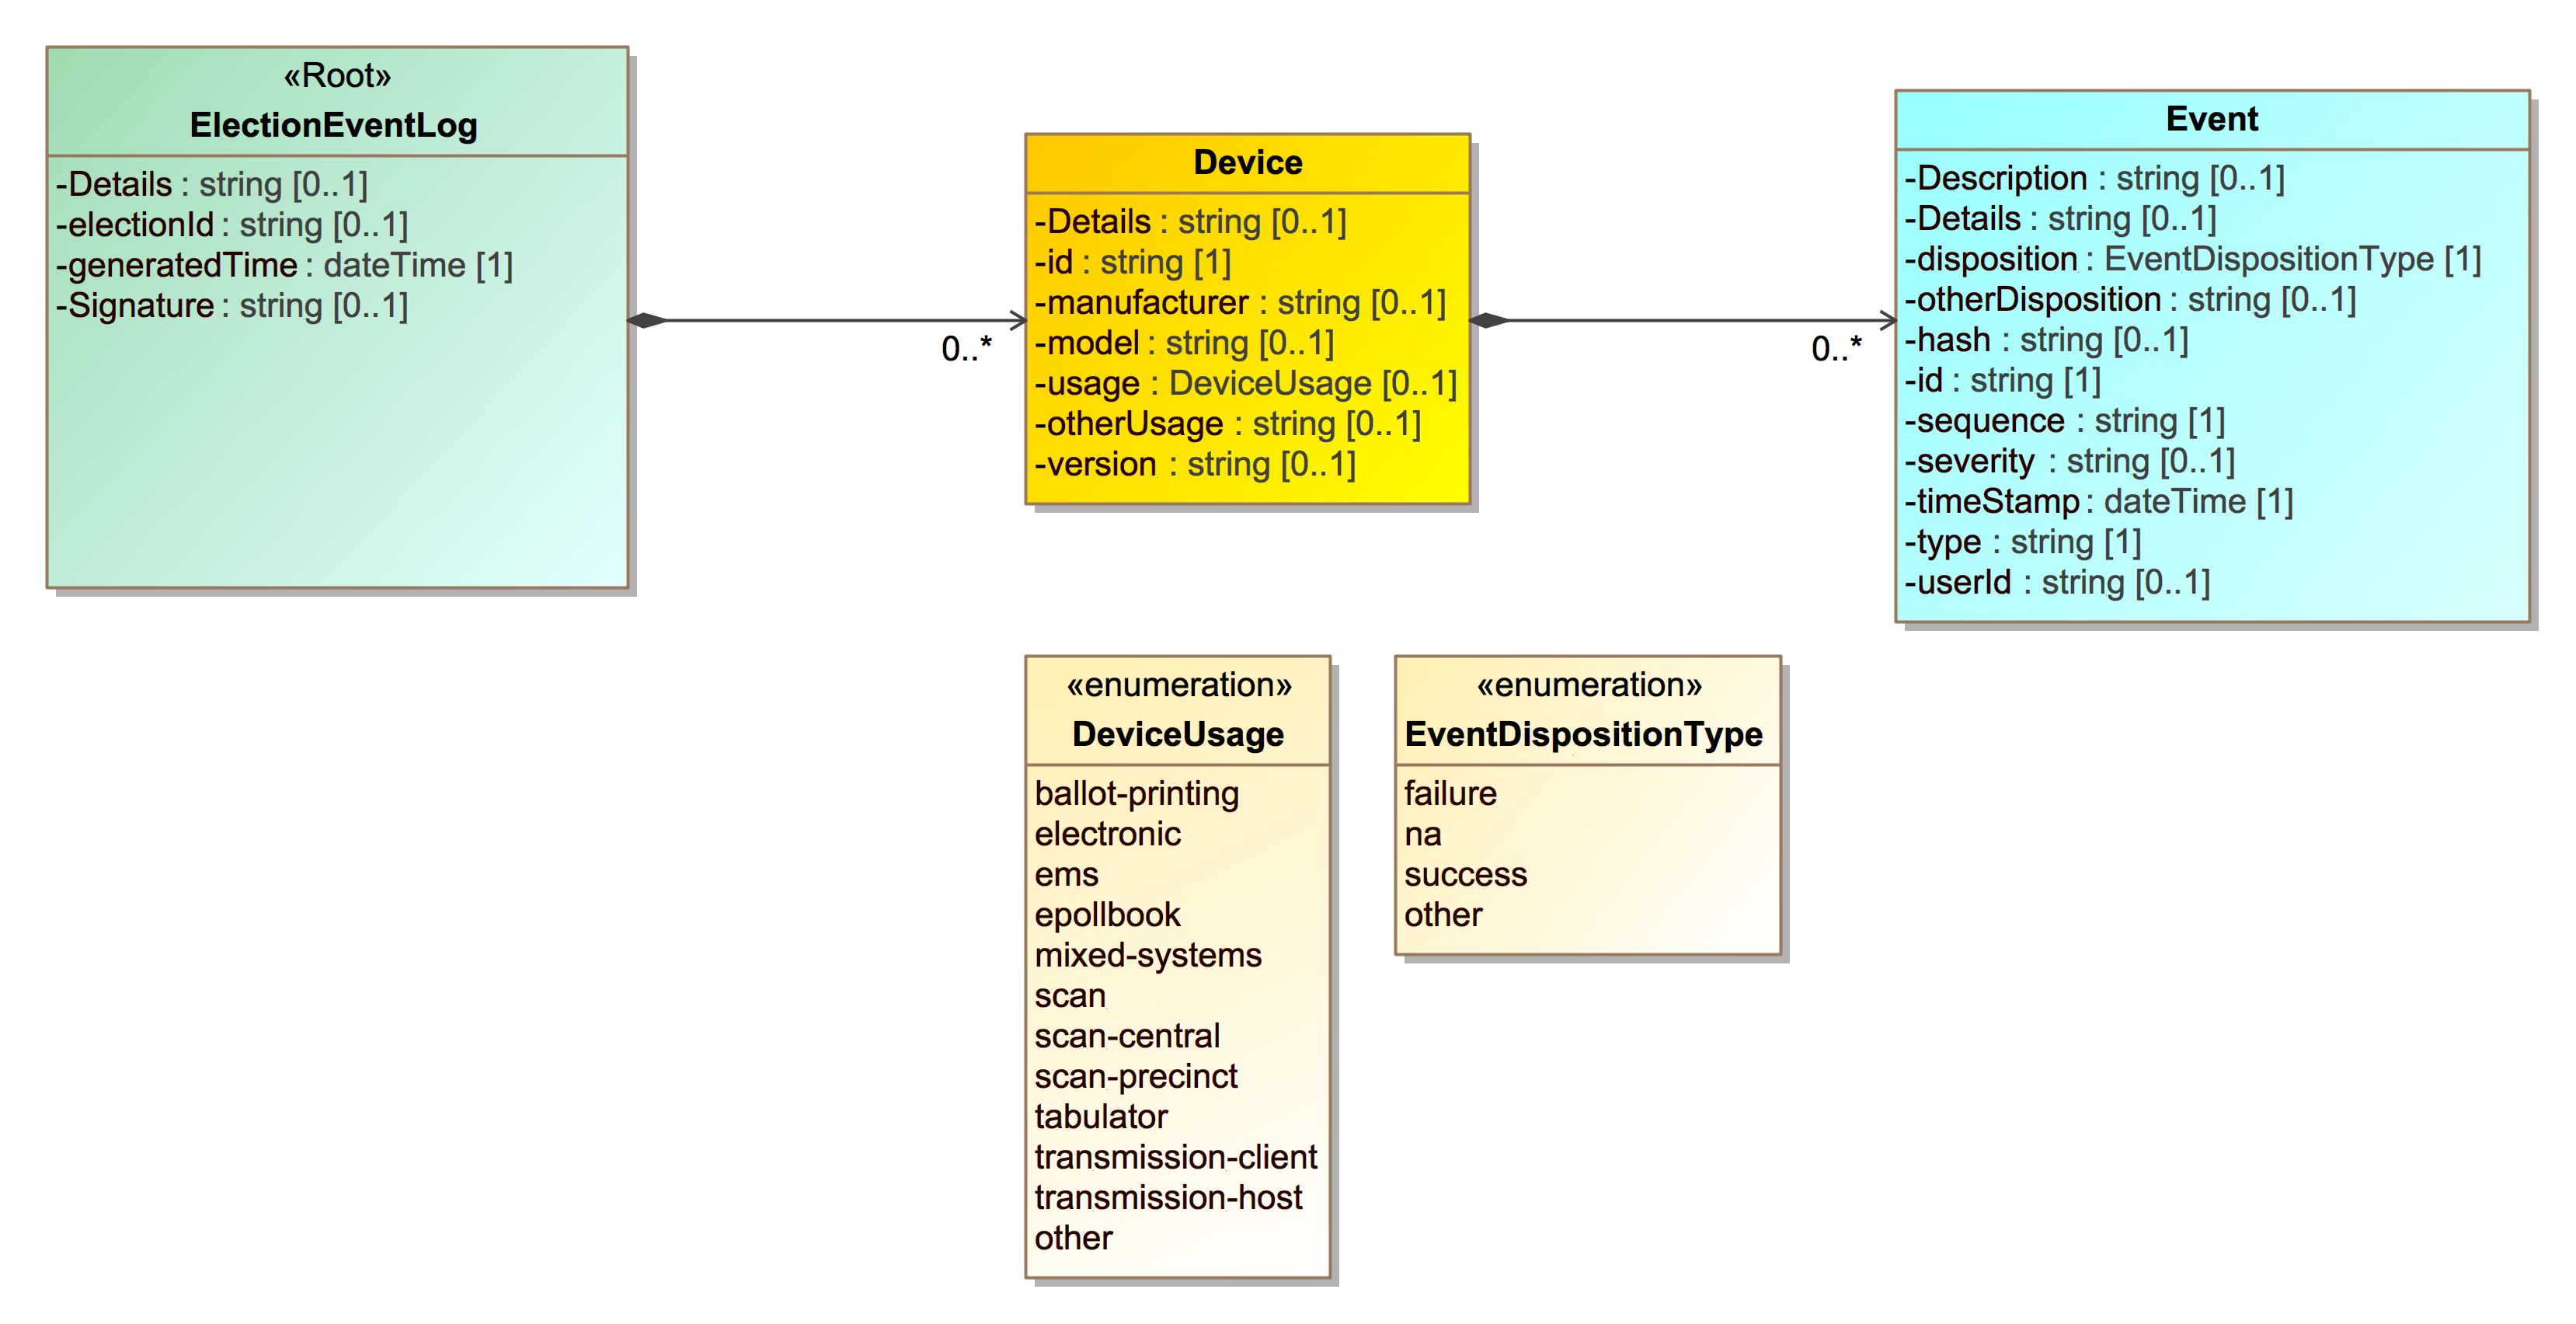 «Root»
ElectionEventLog
-Details : string [0..1]
-electionId : string [0..1]
-generatedTime : dateTime [1]
-Signature : string [0..1]
0..*
Device
-Details : string [0..1]
-id : string [1]
-manufacturer : string [0..1]
-model : string [0..1]
-usage : DeviceUsage [0..1]
-otherUsage : string [0..1]
-version : string [0..1]
0..*
Event
-Description : string [0..1]
-Details : string [0..1]
-disposition : EventDispositionType [1]
-otherDisposition : string [0..1]
-hash : string [0..1]
-id : string [1]
-sequence : string [1]
-severity : string [0..1]
-timeStamp : dateTime [1]
-type : string [1]
-userId : string [0..1]
«enumeration»
DeviceUsage
ballot-printing
electronic
ems
epollbook
mixed-systems
scan
scan-central
scan-precinct
tabulator
transmission-client
transmission-host
other
«enumeration»
EventDispositionType
failure
na
success
other